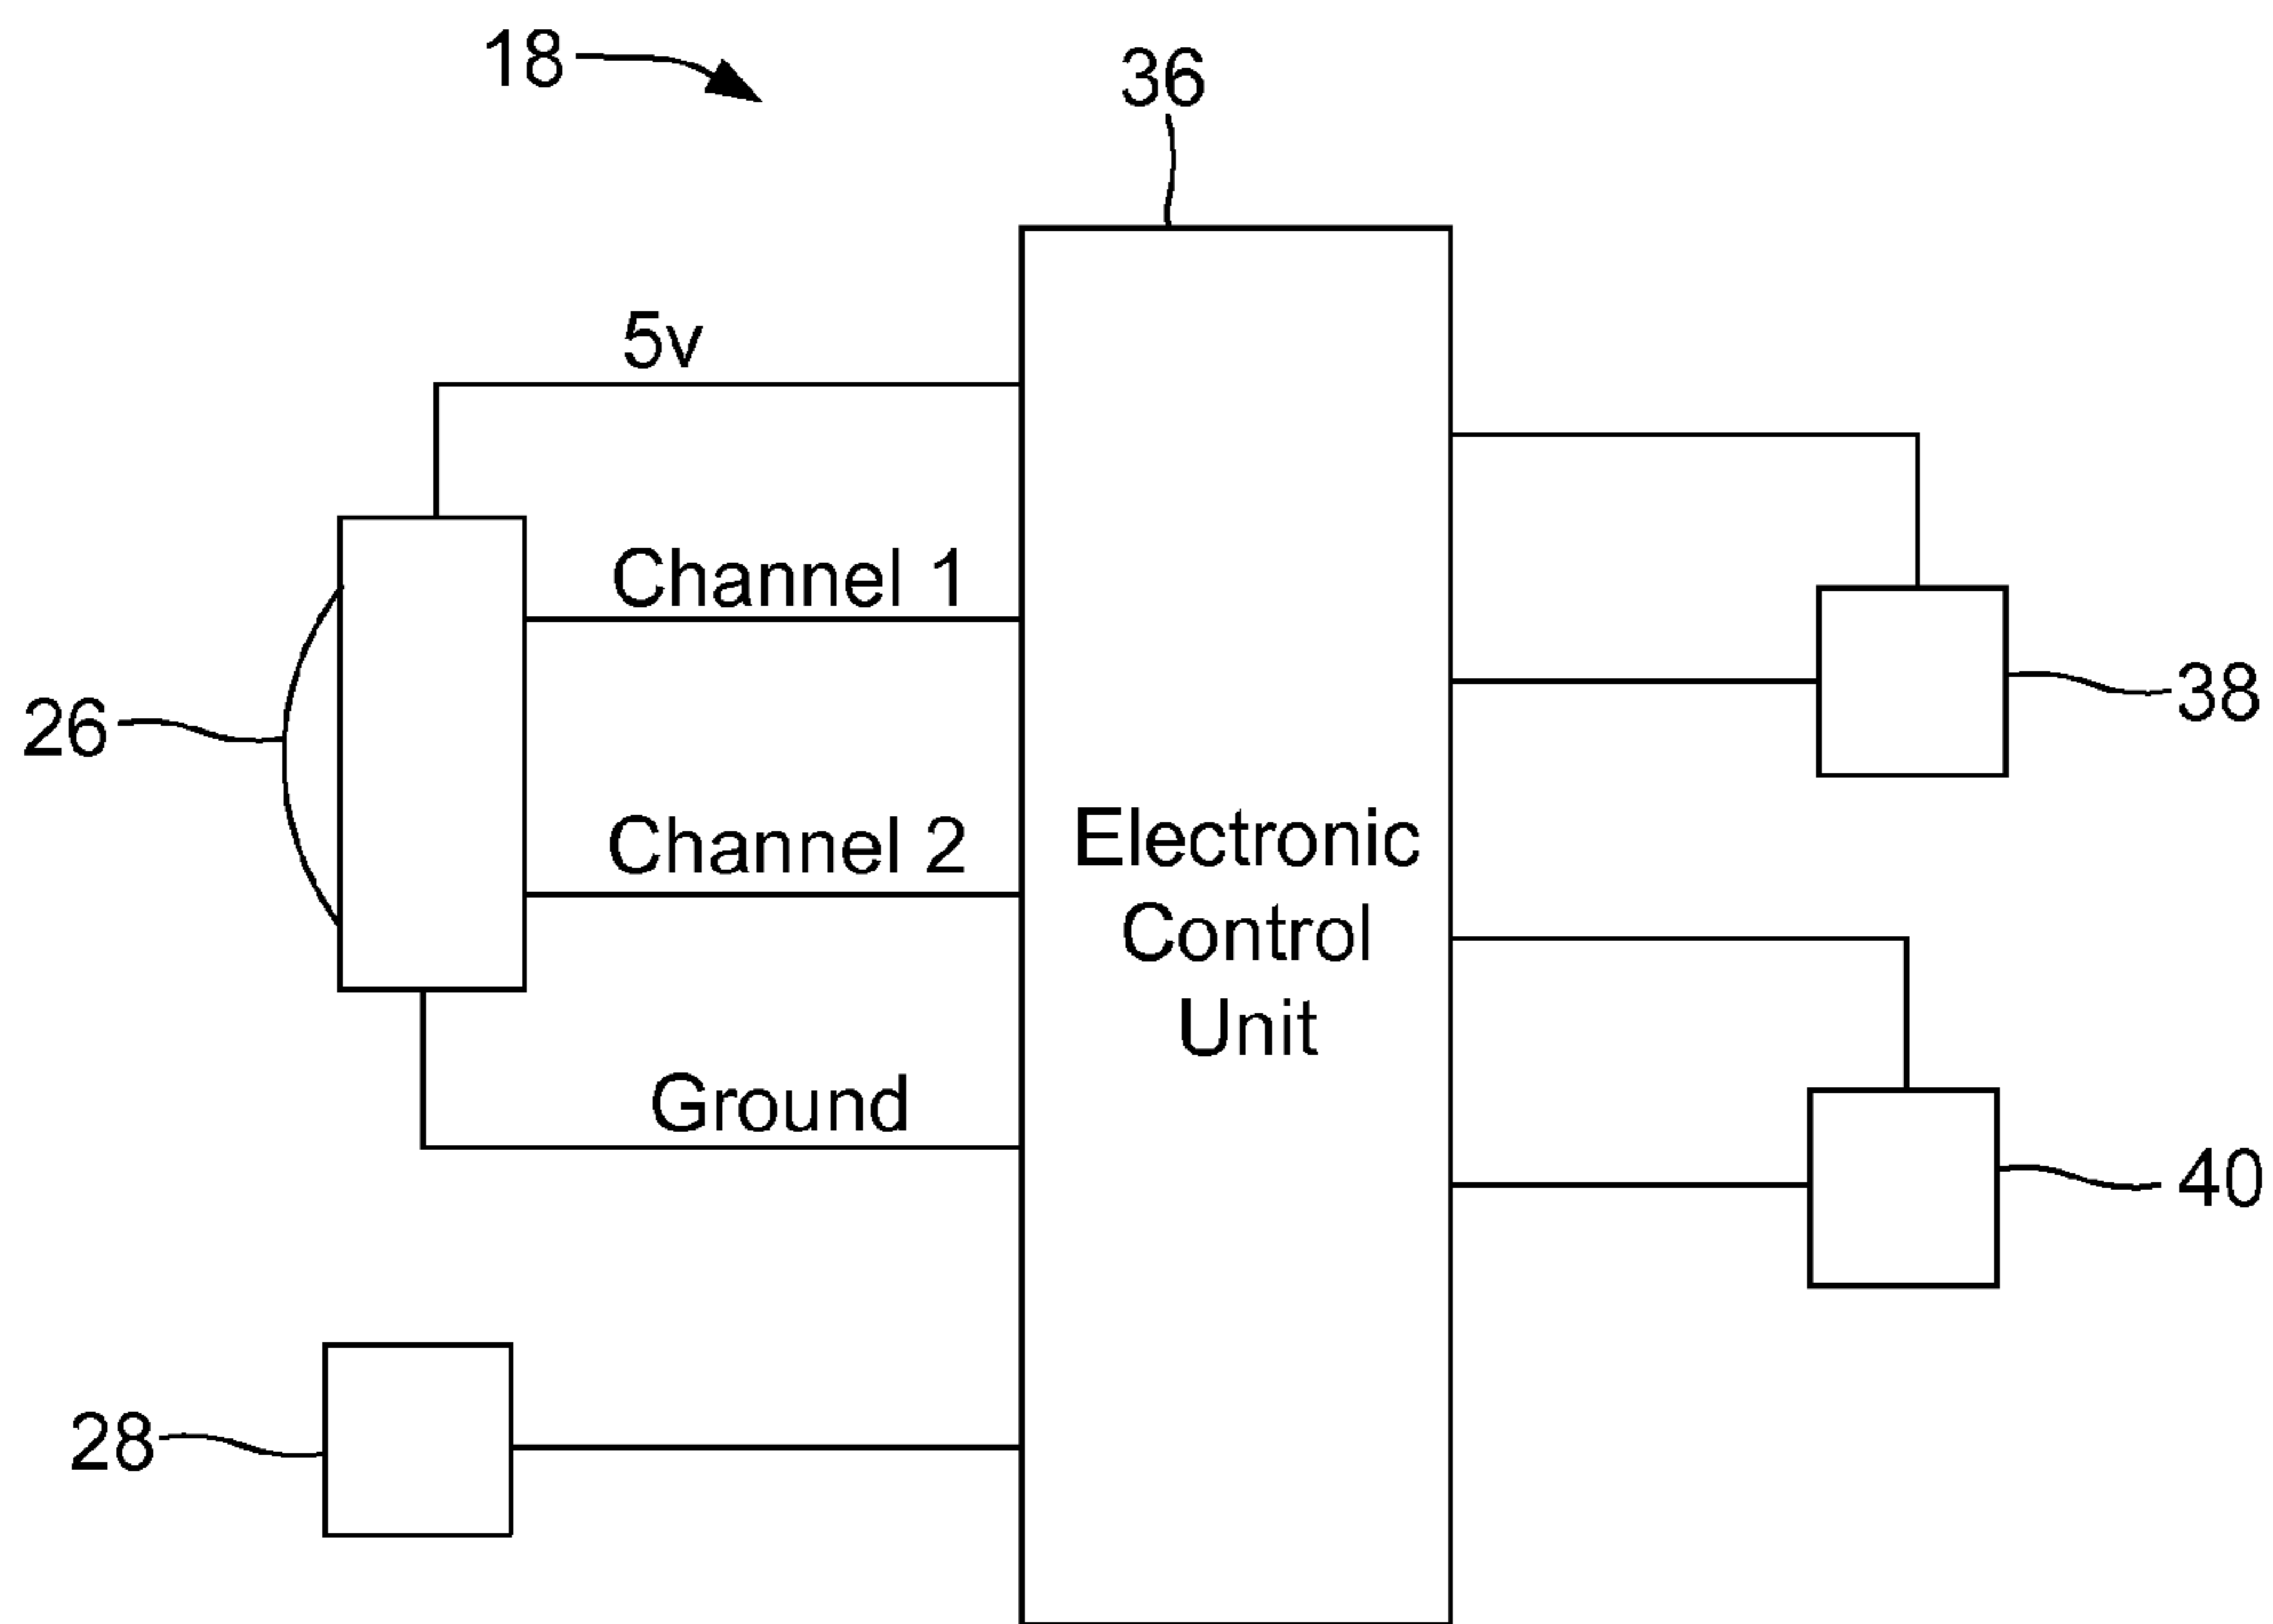 18
36
5v
Channel 1
26
38
Channel 2
Electronic
Control
Unit
Ground
40
28